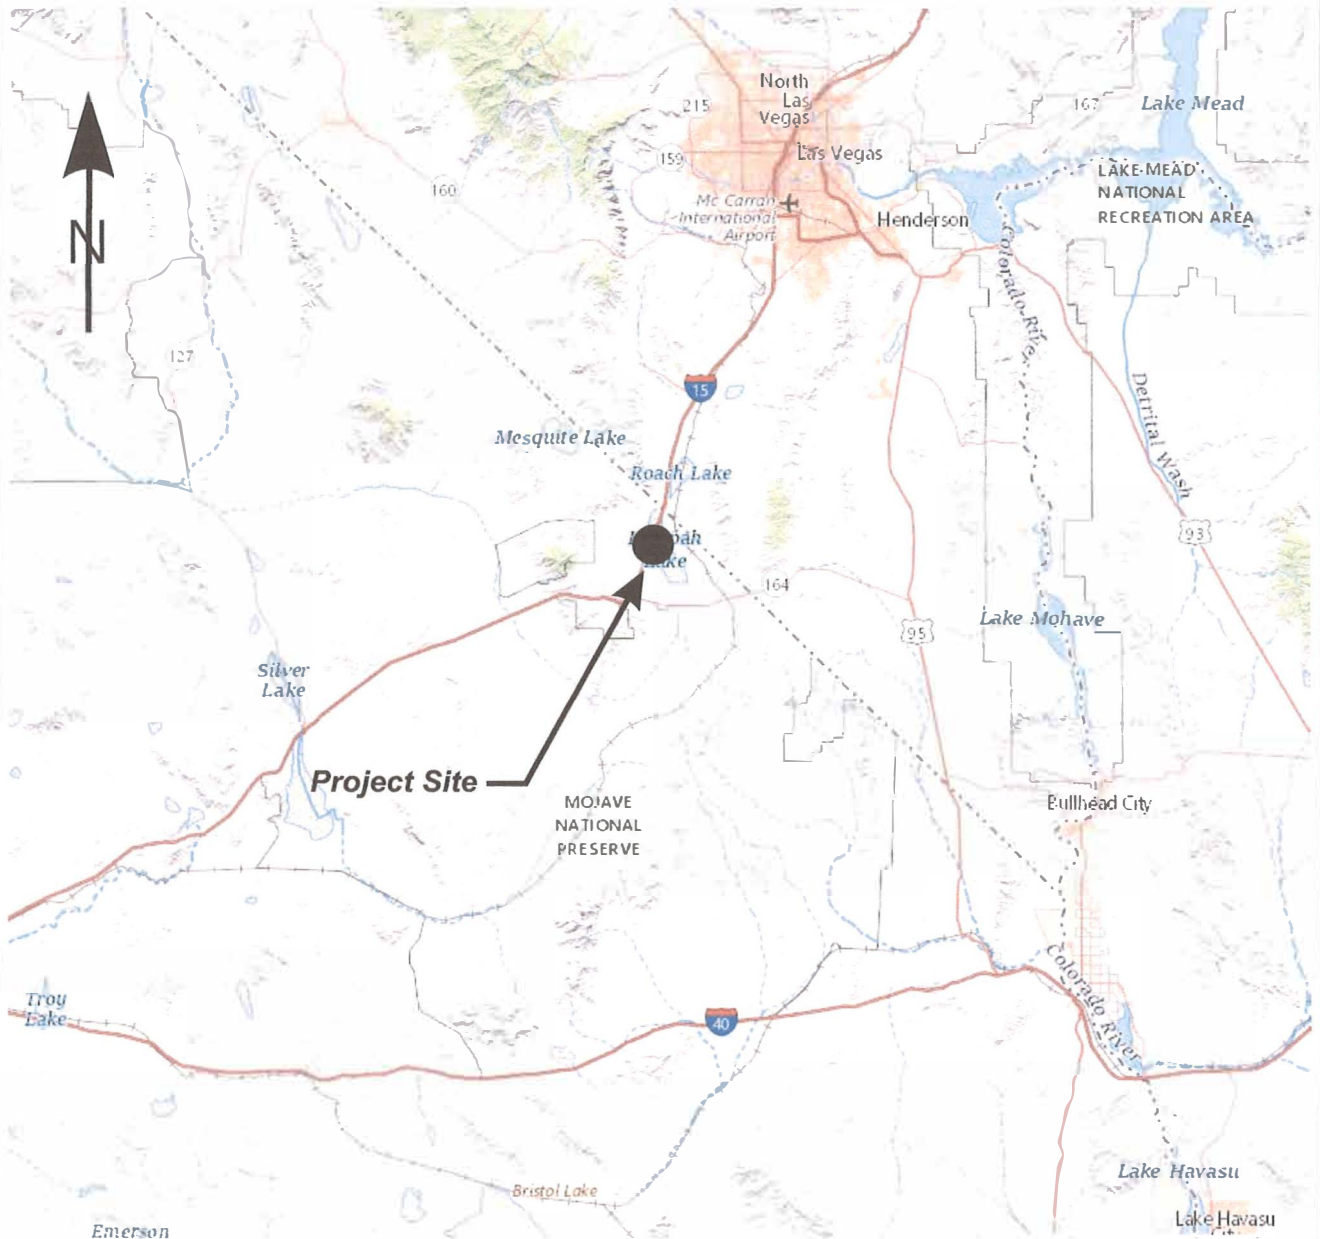 North
Las
Vegas
215
167
Lake Mead
159
Las Vegas
LAKE MEAD
NATIONAL
RECREATION AREA
160
Mc Carran
International
Airport
Henderson
N
Colorado River
127
15
Detrital Wash
Mesquite Lake
Roach Lake
93
Lake
164
Lake Mohave
95
Silver
Lake
Project Site
MOJAVE
NATIONAL
PRESERVE
Bullhead City
Colorado River
Troy
Lake
40
Lake Havasu
Bristol Lake
Lake Havasu
Emerson